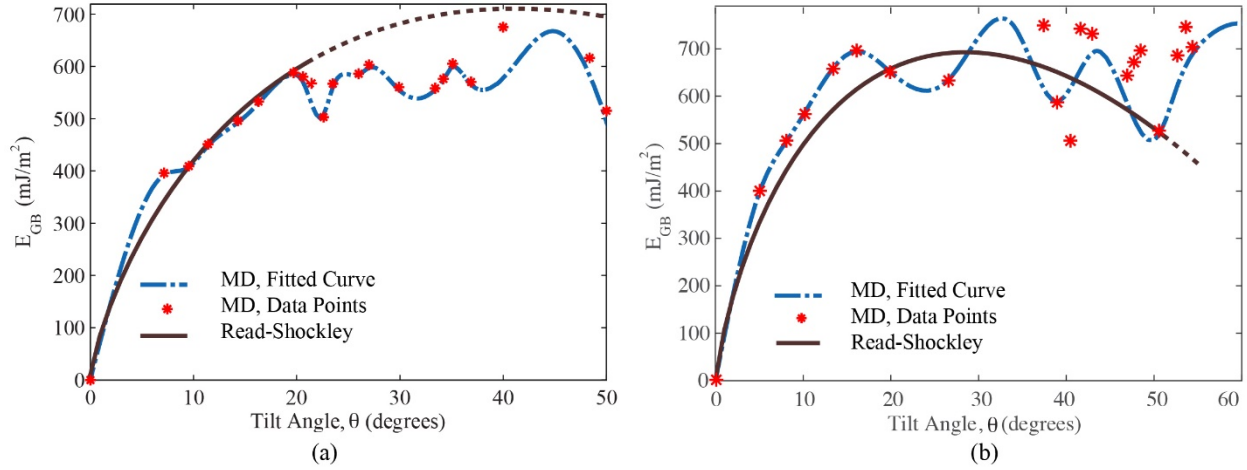 700
600
500
400
300
200
100
0
E_GB (mJ/m²)
MD, Fitted Curve
MD, Data Points
Read-Shockley
0 10 20 30 40 50
Tilt Angle, θ (degrees)
(a)
700
600
500
400
300
200
100
0
E_GB (mJ/m²)
MD, Fitted Curve
MD, Data Points
Read-Shockley
0 10 20 30 40 50 60
Tilt Angle, θ (degrees)
(b)